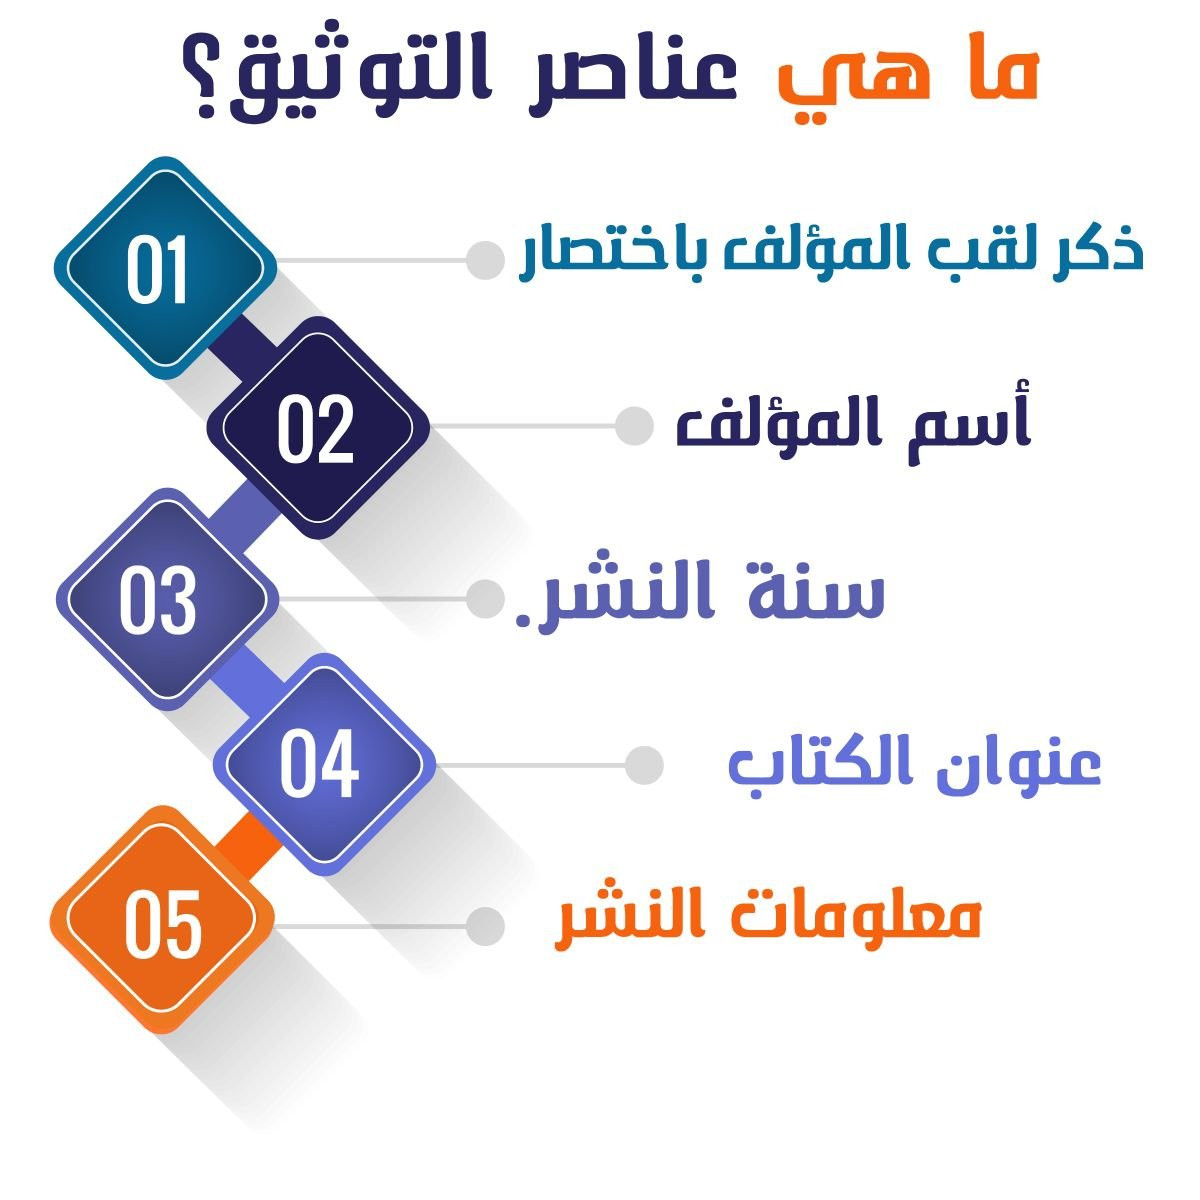 ما هي عناصر التوثيق؟
01
ذكر لقب المؤلف باختصار
02
أسم المؤلف
03
سنة النشر.
04
عنوان الكتاب
05
معلومات النشر